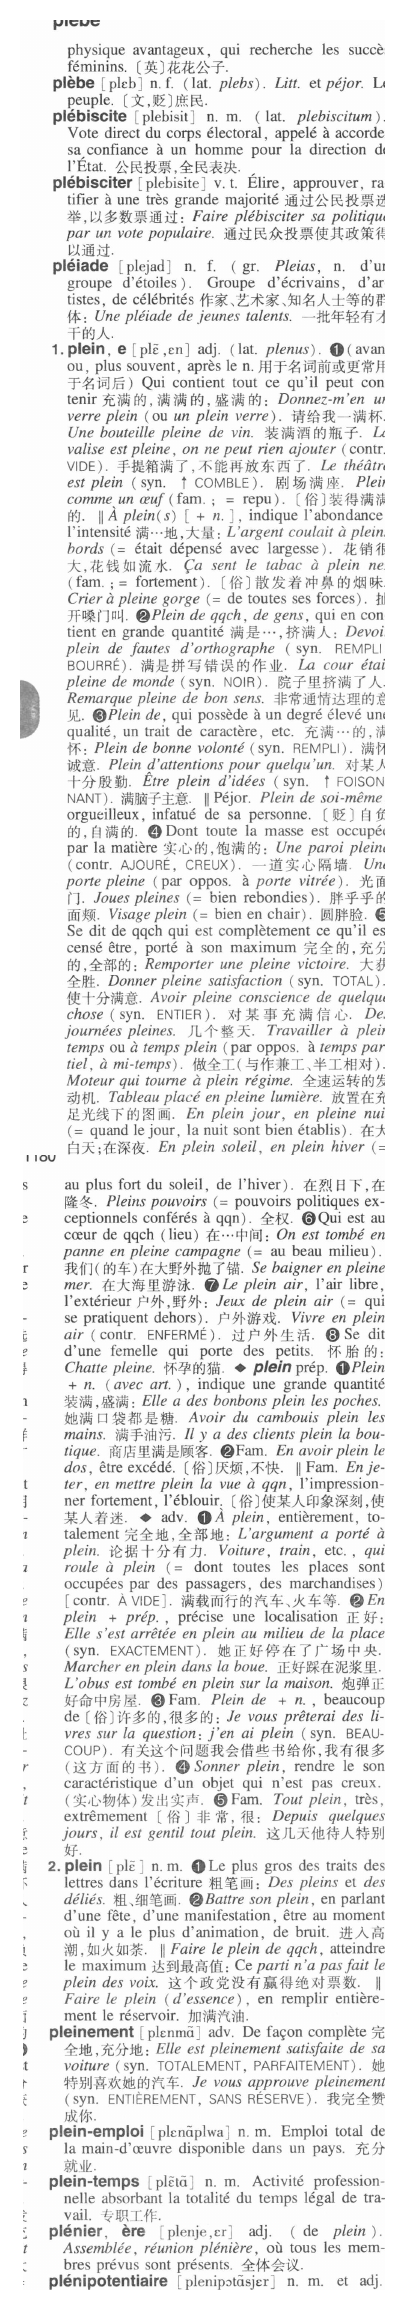 physique avantageux, qui recherche les succè
féminins. 〔英〕花花公子.
plèbe [plɛb] n. f. (lat. plebs). Litt. et péjor. Le
peuple. 〔文,贬〕庶民.
plébiscite [plebisit] n. m. (lat. plebiscitum).
Vote direct du corps électoral, appelé à accorde
sa confiance à un homme pour la direction de
l'État. 公民投票,全民表决.
plébisciter [plebisite] v. t. Élire, approuver, ra-
tifier à une très grande majorité 通过公民投票选
举,以多数票通过: Faire plébisciter sa politique
par un vote populaire. 通过民众投票使其政策得
以通过.
pléiade [plejad] n. f. (gr. Pleias, n. d'un
groupe d'étoiles). Groupe d'écrivains, d'ar
tistes, de célébrités 作家、艺术家、知名人士等的群
体: Une pléiade de jeunes talents. 一批年轻有才
干的人.
1. plein, e [plɛ̃,ɛn] adj. (lat. plenus). ❶(avan
ou, plus souvent, après le n. 用于名词前或更常用
于名词后) Qui contient tout ce qu'il peut con
tenir 充满的,满满的,盛满的: Donnez-m'en un
verre plein (ou un plein verre). 请给我一满杯.
Une bouteille pleine de vin. 装满酒的瓶子. La
valise est pleine, on ne peut rien ajouter (contr.
VIDE). 手提箱满了,不能再放东西了. Le théâtre
est plein (syn. ↑ COMBLE). 剧场满座. Plein
comme un œuf (fam. ; = repu). 〔俗〕装得满满
的. ‖ À plein(s) [+ n.], indique l'abondance
l'intensité 满…地,大量: L'argent coulait à plein.
bords (= était dépensé avec largesse). 花销很
大,花钱如流水. Ça sent le tabac à plein ne
(fam. ; = fortement). 〔俗〕散发着冲鼻的烟味.
Crier à pleine gorge (= de toutes ses forces). 扯
开嗓门叫. ❷Plein de qqch, de gens, qui en con
tient en grande quantité 满是…,挤满人: Devoi
plein de fautes d'orthographe (syn. REMPLI
BOURRÉ). 满是拼写错误的作业. La cour étai
pleine de monde (syn. NOIR). 院子里挤满了人.
Remarque pleine de bon sens. 非常通情达理的意
见. ❸Plein de, qui possède à un degré élevé une
qualité, un trait de caractère, etc. 充满…的,满
怀: Plein de bonne volonté (syn. REMPLI). 满怀
诚意. Plein d'attentions pour quelqu'un. 对某人
十分殷勤. Être plein d'idées (syn. ↑ FOISON
NANT). 满脑子主意. ‖ Péjor. Plein de soi-même
orgueilleux, infatué de sa personne. 〔贬〕自负
的,自满的. ❹Dont toute la masse est occupée
par la matière 实心的,饱满的: Une paroi pleine
(contr. AJOURÉ, CREUX). 一道实心隔墙. Une
porte pleine (par oppos. à porte vitrée). 光面
门. Joues pleines (= bien rebondies). 胖乎乎的
面颊. Visage plein (= bien en chair). 圆胖脸. ❺
Se dit de qqch qui est complètement ce qu'il es
censé être, porté à son maximum 完全的,充分
的,全部的: Remporter une pleine victoire. 大获
全胜. Donner pleine satisfaction (syn. TOTAL).
使十分满意. Avoir pleine conscience de quelque
chose (syn. ENTIER). 对某事充满信心. De.
journées pleines. 几个整天. Travailler à plein
temps ou à temps plein (par oppos. à temps par
tiel, à mi-temps). 做全工(与作兼工、半工相对).
Moteur qui tourne à plein régime. 全速运转的发
动机. Tableau placé en pleine lumière. 放置在充
足光线下的图画. En plein jour, en pleine nui
(= quand le jour, la nuit sont bien établis). 在大
白天;在深夜. En plein soleil, en plein hiver (=
au plus fort du soleil, de l'hiver). 在烈日下,在
隆冬. Pleins pouvoirs (= pouvoirs politiques ex-
ceptionnels conférés à qqn). 全权. ❻Qui est au
cœur de qqch (lieu) 在…中间: On est tombé en
panne en pleine campagne (= au beau milieu).
我们(的车)在大野外抛了锚. Se baigner en pleine
mer. 在大海里游泳. ❼Le plein air, l'air libre,
l'extérieur 户外,野外: Jeux de plein air (= qui
se pratiquent dehors). 户外游戏. Vivre en plein
air (contr. ENFERMÉ). 过户外生活. ❽Se dit
d'une femelle qui porte des petits. 怀胎的:
Chatte pleine. 怀孕的猫. ◆ plein prép. ❶Plein
+ n. (avec art.), indique une grande quantité
装满,盛满: Elle a des bonbons plein les poches.
她满口袋都是糖. Avoir du cambouis plein les
mains. 满手油污. Il y a des clients plein la bou-
tique. 商店里满是顾客. ❷Fam. En avoir plein le
dos, être excédé. 〔俗〕厌烦,不快. ‖ Fam. En je-
ter, en mettre plein la vue à qqn, l'impression-
ner fortement, l'éblouir. 〔俗〕使某人印象深刻,使
某人着迷. ◆ adv. ❶À plein, entièrement, to-
talement 完全地,全部地: L'argument a porté à
plein. 论据十分有力. Voiture, train, etc., qui
roule à plein (= dont toutes les places sont
occupées par des passagers, des marchandises)
[contr. À VIDE]. 满载而行的汽车、火车等. ❷En
plein + prép., précise une localisation 正好:
Elle s'est arrêtée en plein au milieu de la place
(syn. EXACTEMENT). 她正好停在了广场中央.
Marcher en plein dans la boue. 正好踩在泥浆里.
L'obus est tombé en plein sur la maison. 炮弹正
好命中房屋. ❸Fam. Plein de + n., beaucoup
de〔俗〕许多的,很多的: Je vous prêterai des li-
vres sur la question: j'en ai plein (syn. BEAU-
COUP). 有关这个问题我会借些书给你,我有很多
(这方面的书). ❹Sonner plein, rendre le son
caractéristique d'un objet qui n'est pas creux.
(实心物体)发出实声. ❺Fam. Tout plein, très,
extrêmement 〔俗〕非常,很: Depuis quelques
jours, il est gentil tout plein. 这几天他待人特别
好.
2. plein [plɛ̃] n. m. ❶Le plus gros des traits des
lettres dans l'écriture 粗笔画: Des pleins et des
déliés. 粗、细笔画. ❷Battre son plein, en parlant
d'une fête, d'une manifestation, être au moment
où il y a le plus d'animation, de bruit. 进入高
潮,如火如荼. ‖ Faire le plein de qqch, atteindre
le maximum 达到最高值: Ce parti n'a pas fait le
plein des voix. 这个政党没有赢得绝对票数. ‖
Faire le plein (d'essence), en remplir entière-
ment le réservoir. 加满汽油.
pleinement [plɛnmɑ̃] adv. De façon complète 完
全地,充分地: Elle est pleinement satisfaite de sa
voiture (syn. TOTALEMENT, PARFAITEMENT). 她
特别喜欢她的汽车. Je vous approuve pleinement
(syn. ENTIÈREMENT, SANS RÉSERVE). 我完全赞
成你.
plein-emploi [plɛnɑ̃plwa] n. m. Emploi total de
la main-d'œuvre disponible dans un pays. 充分
就业.
plein-temps [plɛ̃tɑ̃] n. m. Activité profession-
nelle absorbant la totalité du temps légal de tra-
vail. 专职工作.
plénier, ère [plenje,ɛr] adj. (de plein).
Assemblée, réunion plénière, où tous les mem-
bres prévus sont présents. 全体会议.
plénipotentiaire [plenipɔtɑ̃sjɛr] n. m. et adj.